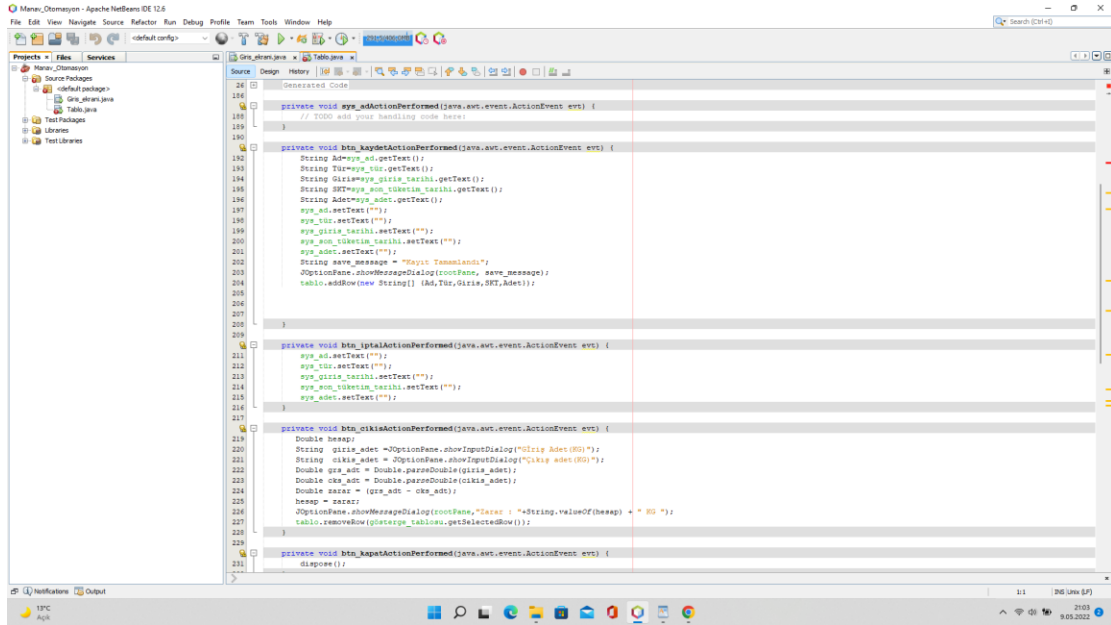 Manav_Otomasyon - Apache NetBeans IDE 12.6
File Edit View Navigate Source Refactor Run Debug Profile Team Tools Window Help
Search (Ctrl+I)
<default config>
Projects Files Services
Gris_ekrani.java Tablo.java
Manav_Otomasyon
Source Packages
<default package>
Gris_ekrani.java
Tablo.java
Test Packages
Libraries
Test Libraries
Source Design History
26 Generated Code
186
private void sys_adActionPerformed(java.awt.event.ActionEvent evt) {
188 // TODO add your handling code here:
189 }
190
private void btn_kaydetActionPerformed(java.awt.event.ActionEvent evt) {
192 String Ad=sys_ad.getText();
193 String Tür=sys_tür.getText();
194 String Giris=sys_giris_tarihi.getText();
195 String SKT=sys_son_tüketim_tarihi.getText();
196 String Adet=sys_adet.getText();
197 sys_ad.setText("");
198 sys_tür.setText("");
199 sys_giris_tarihi.setText("");
200 sys_son_tüketim_tarihi.setText("");
201 sys_adet.setText("");
202 String save_message = "Kayıt Tamamlandı";
203 JOptionPane.showMessageDialog(rootPane, save_message);
204 tablo.addRow(new String[] {Ad,Tür,Giris,SKT,Adet});
205
206
207
208 }
209
private void btn_iptalActionPerformed(java.awt.event.ActionEvent evt) {
211 sys_ad.setText("");
212 sys_tür.setText("");
213 sys_giris_tarihi.setText("");
214 sys_son_tüketim_tarihi.setText("");
215 sys_adet.setText("");
216 }
217
private void btn_cikisActionPerformed(java.awt.event.ActionEvent evt) {
219 Double hesap;
220 String giris_adet =JOptionPane.showInputDialog("Giriş Adet(KG)");
221 String cikis_adet = JOptionPane.showInputDialog("Çıkış adet(KG)");
222 Double grs_adt = Double.parseDouble(giris_adet);
223 Double cks_adt = Double.parseDouble(cikis_adet);
224 Double zarar = (grs_adt - cks_adt);
225 hesap = zarar;
226 JOptionPane.showMessageDialog(rootPane,"Zarar : "+String.valueOf(hesap) + " KG ");
227 tablo.removeRow(gösterge_tablosu.getSelectedRow());
228 }
229
private void btn_kapatActionPerformed(java.awt.event.ActionEvent evt) {
231 dispose();
Notifications Output
1:1 INS Unix (LF)
13°C
Açık
21:03
9.05.2022
2